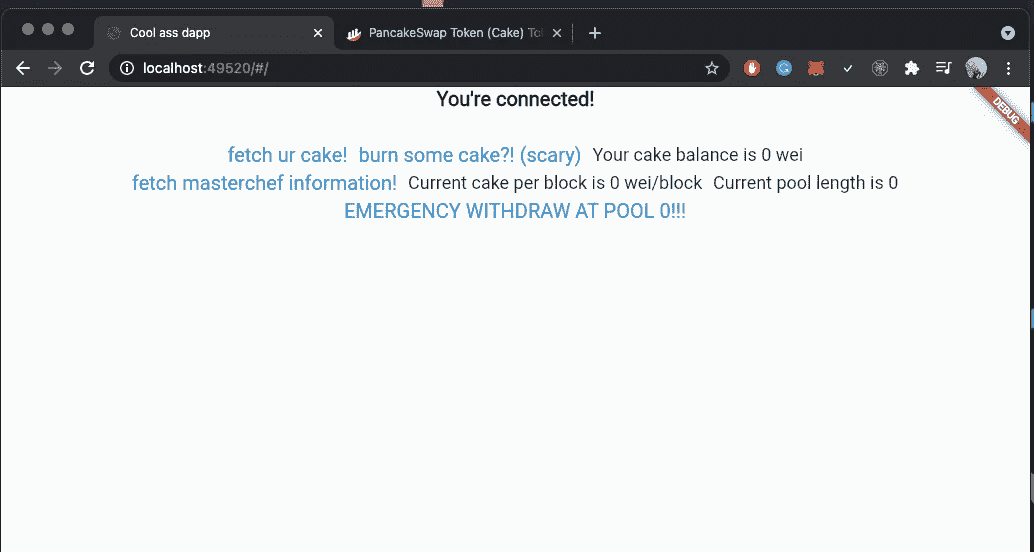 Cool ass dapp
PancakeSwap Token (Cake) Tol
localhost:49520/#/
You're connected!
DEBUG
fetch ur cake! burn some cake?! (scary) Your cake balance is 0 wei
fetch masterchef information! Current cake per block is 0 wei/block Current pool length is 0
EMERGENCY WITHDRAW AT POOL 0!!!